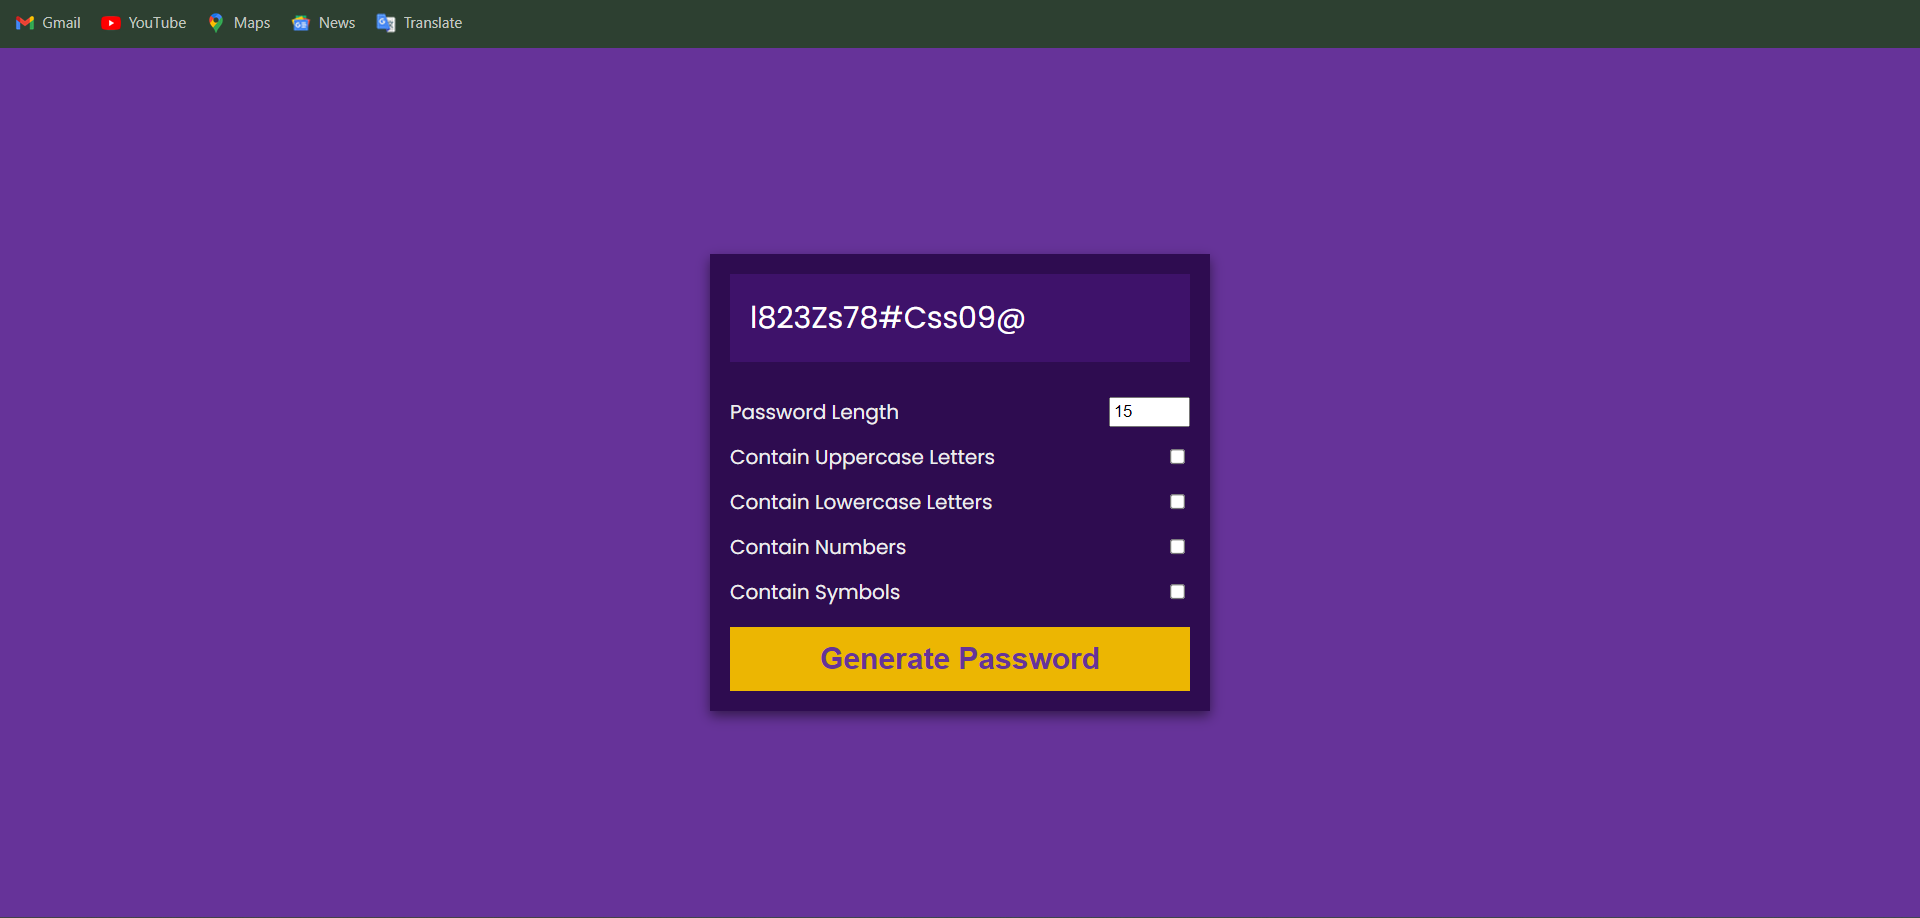 Gmail YouTube Maps News Translate
l823Zs78#Css09@
Password Length 15
Contain Uppercase Letters
Contain Lowercase Letters
Contain Numbers
Contain Symbols
Generate Password